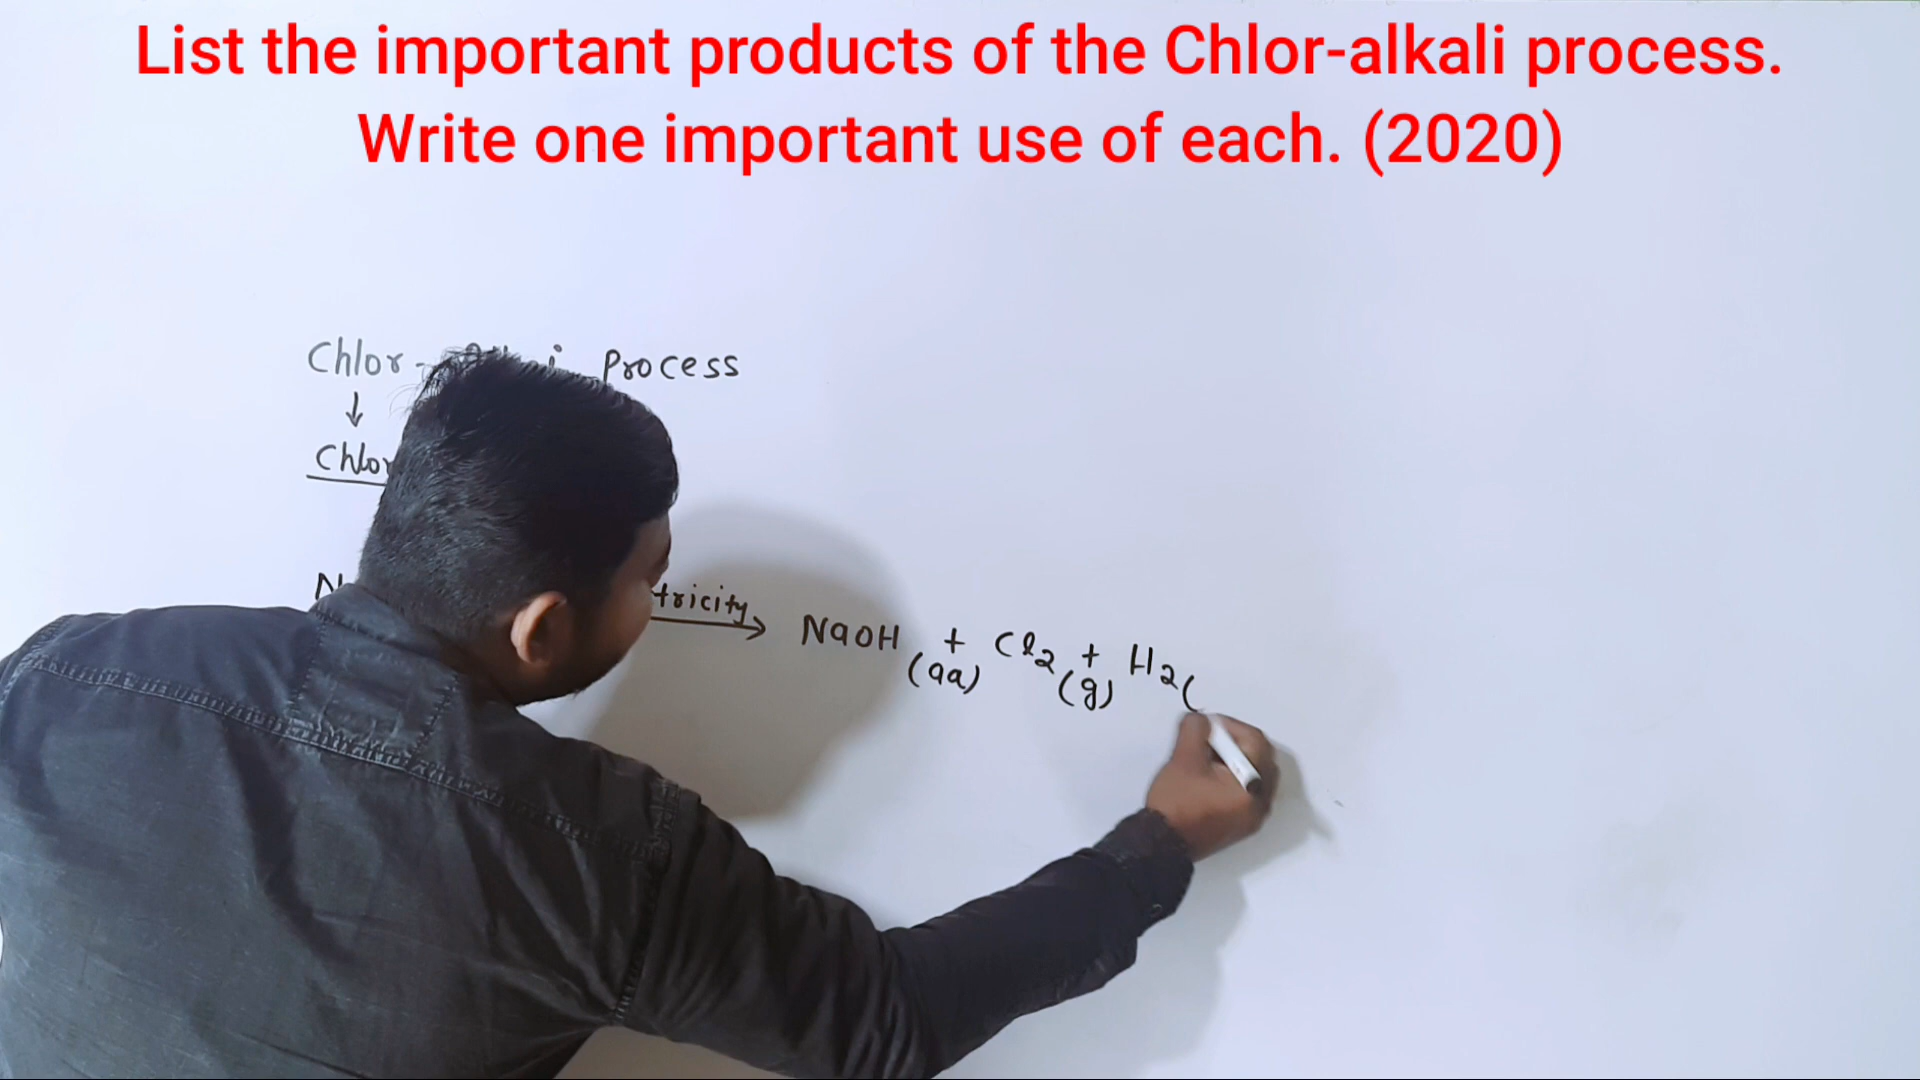 List the important products of the Chlor-alkali process.
Write one important use of each. (2020)
Chlor- Process
↓
Chlor
tricity
→ NaOH (aq) + Cl2 (g) + H2 (